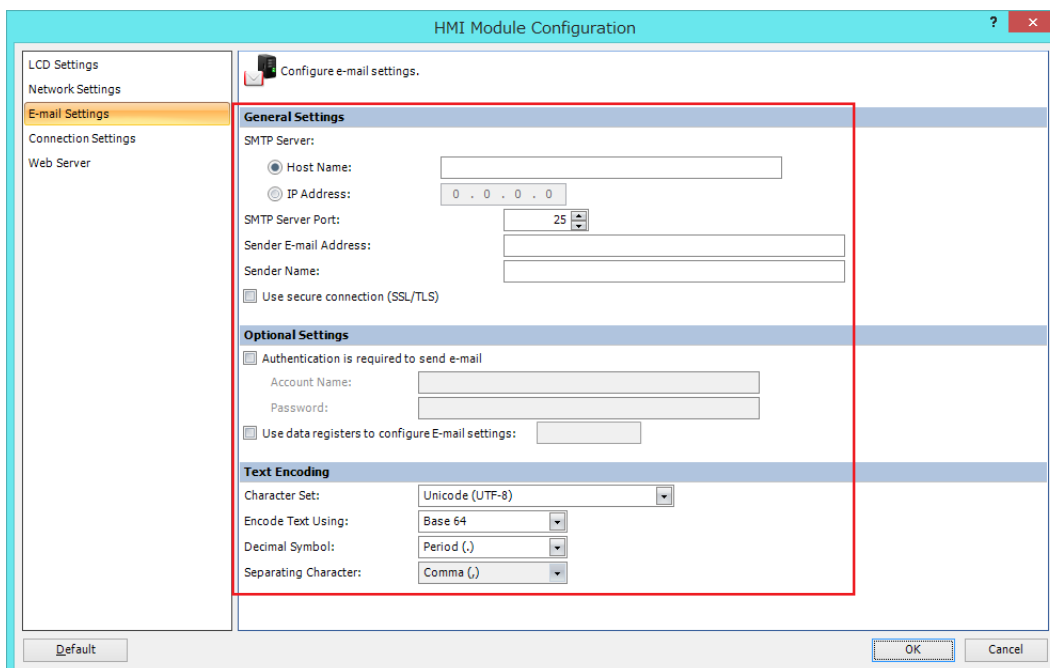 HMI Module Configuration ? ×
LCD Settings
Network Settings
E-mail Settings
Connection Settings
Web Server
Configure e-mail settings.
General Settings
SMTP Server:
Host Name:
IP Address: 0 . 0 . 0 . 0
SMTP Server Port: 25
Sender E-mail Address:
Sender Name:
Use secure connection (SSL/TLS)
Optional Settings
Authentication is required to send e-mail
Account Name:
Password:
Use data registers to configure E-mail settings:
Text Encoding
Character Set: Unicode (UTF-8)
Encode Text Using: Base 64
Decimal Symbol: Period (.)
Separating Character: Comma (,)
Default OK Cancel